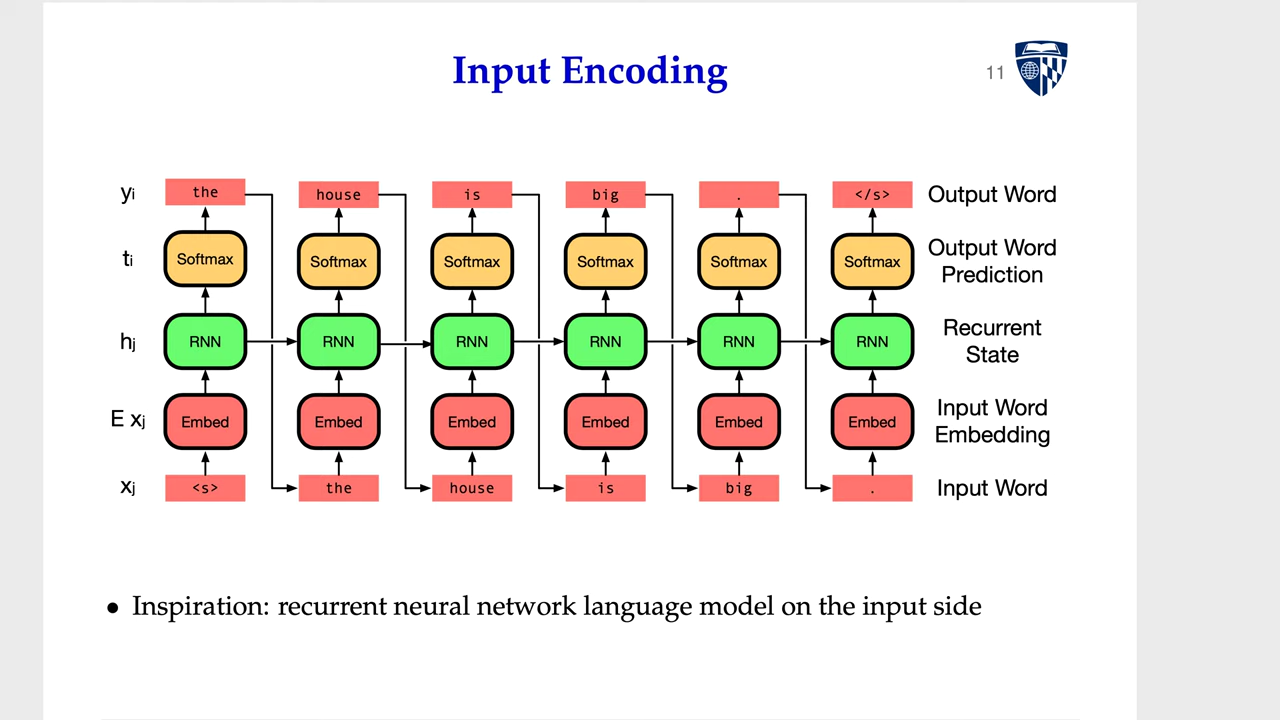 Input Encoding
11
yi the house is big . </s> Output Word
ti Softmax Softmax Softmax Softmax Softmax Softmax Output Word
Prediction
hj RNN RNN RNN RNN RNN RNN Recurrent
State
E xj Embed Embed Embed Embed Embed Embed Input Word
Embedding
xj <s> the house is big . Input Word
• Inspiration: recurrent neural network language model on the input side